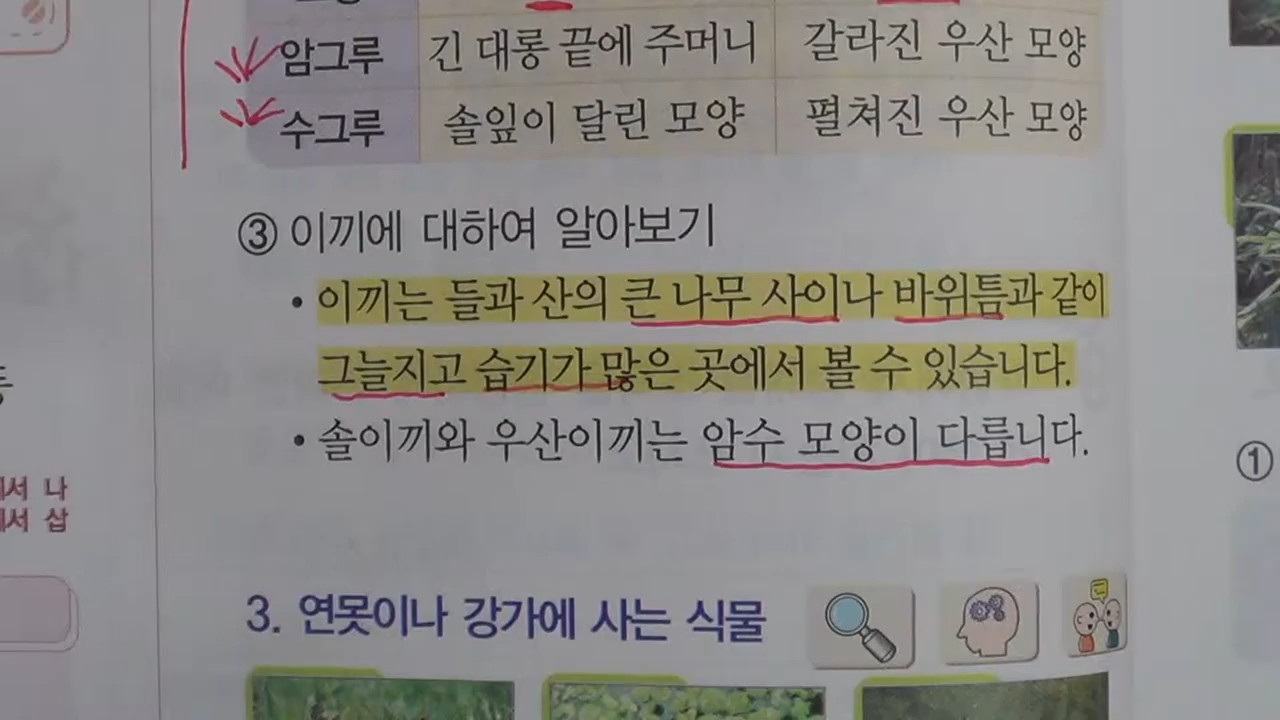 암그루 긴 대롱 끝에 주머니 갈라진 우산 모양
수그루 솔잎이 달린 모양 펼쳐진 우산 모양
③ 이끼에 대하여 알아보기
• 이끼는 들과 산의 큰 나무 사이나 바위틈과 같이
그늘지고 습기가 많은 곳에서 볼 수 있습니다.
• 솔이끼와 우산이끼는 암수 모양이 다릅니다.
서 나
서 삽
3. 연못이나 강가에 사는 식물
①